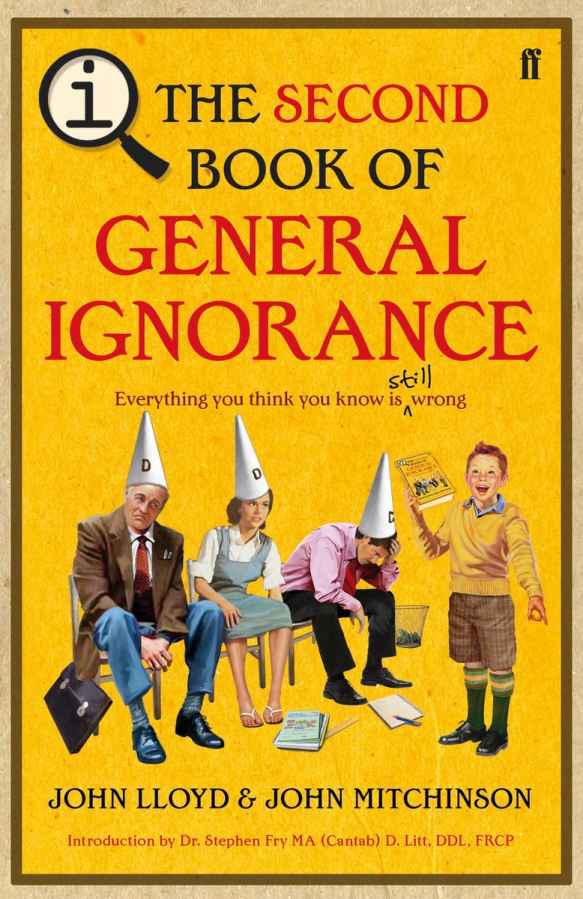 i
ff
THE SECOND
BOOK OF
GENERAL
IGNORANCE
still
Everything you think you know is wrong
D
D
JOHN LLOYD & JOHN MITCHINSON
Introduction by Dr. Stephen Fry MA (Cantab) D. Litt, DDL, FRCP